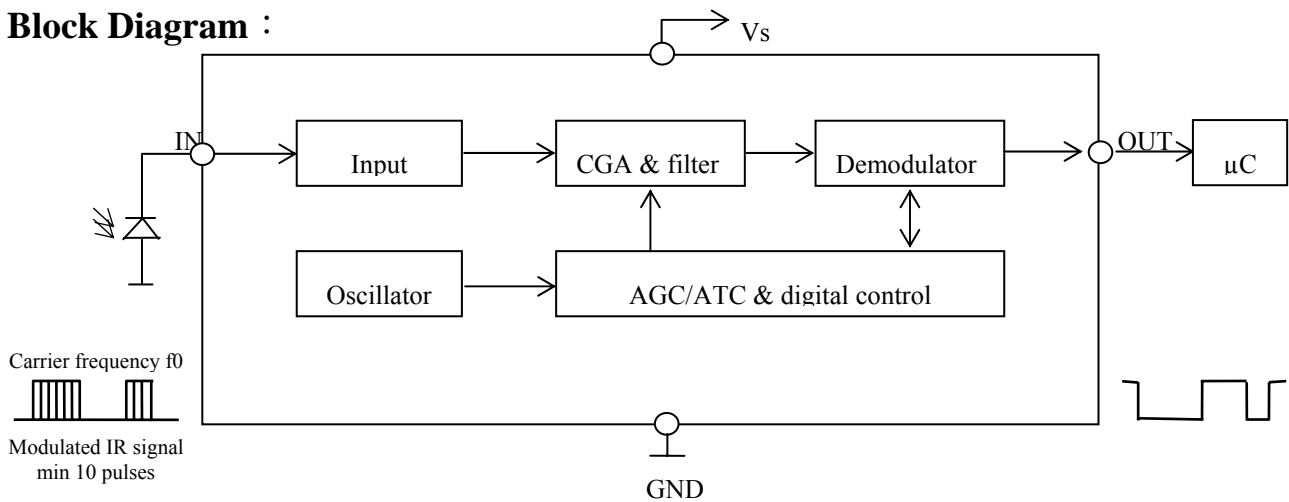 Block Diagram：
Vs
IN
Input
CGA & filter
Demodulator
OUT
µC
Oscillator
AGC/ATC & digital control
Carrier frequency f0
Modulated IR signal
min 10 pulses
GND